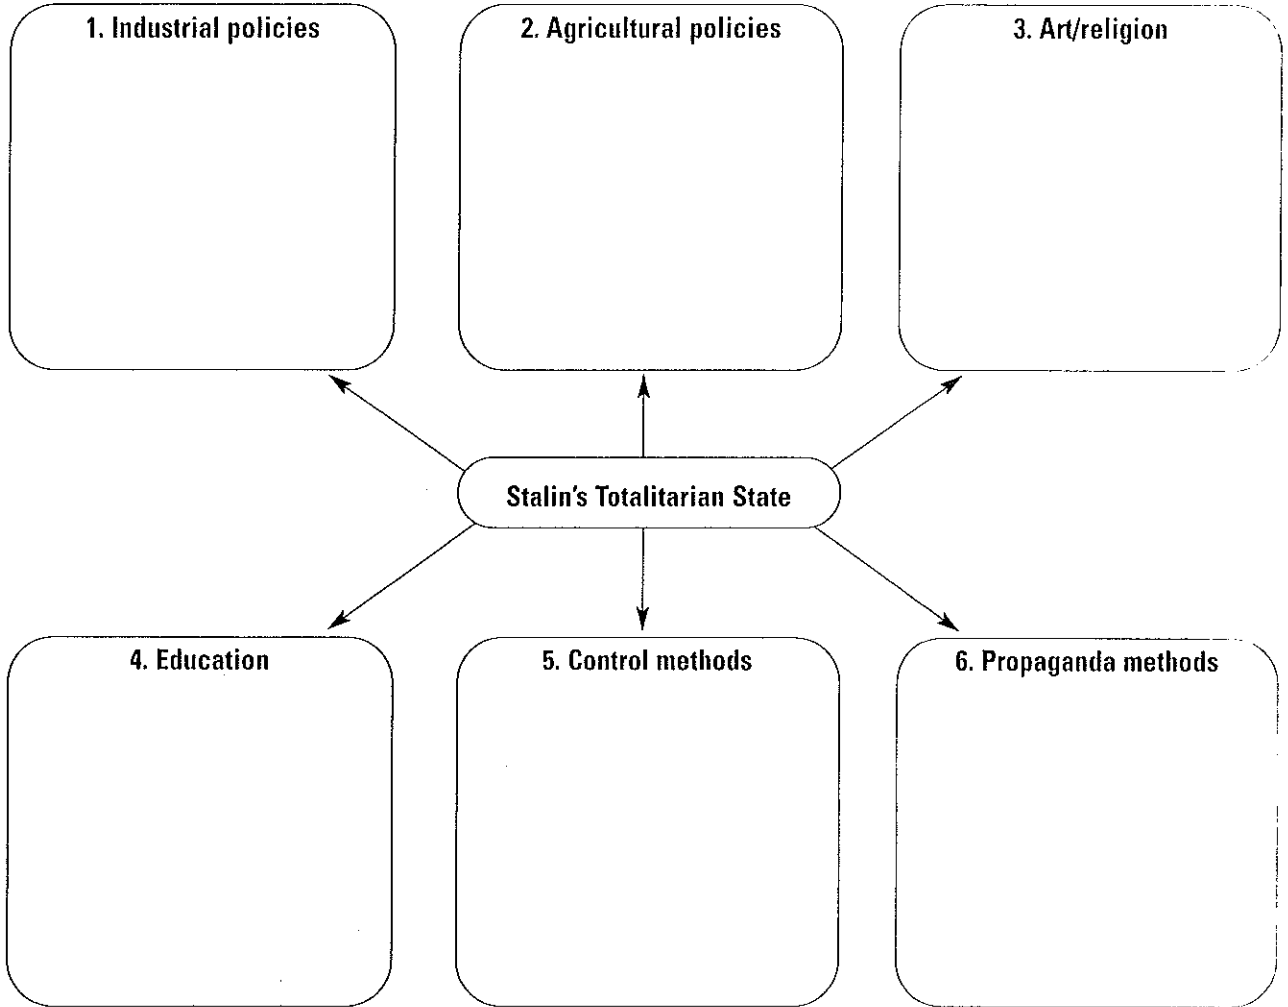 1. Industrial policies
2. Agricultural policies
3. Art/religion
Stalin's Totalitarian State
4. Education
5. Control methods
6. Propaganda methods